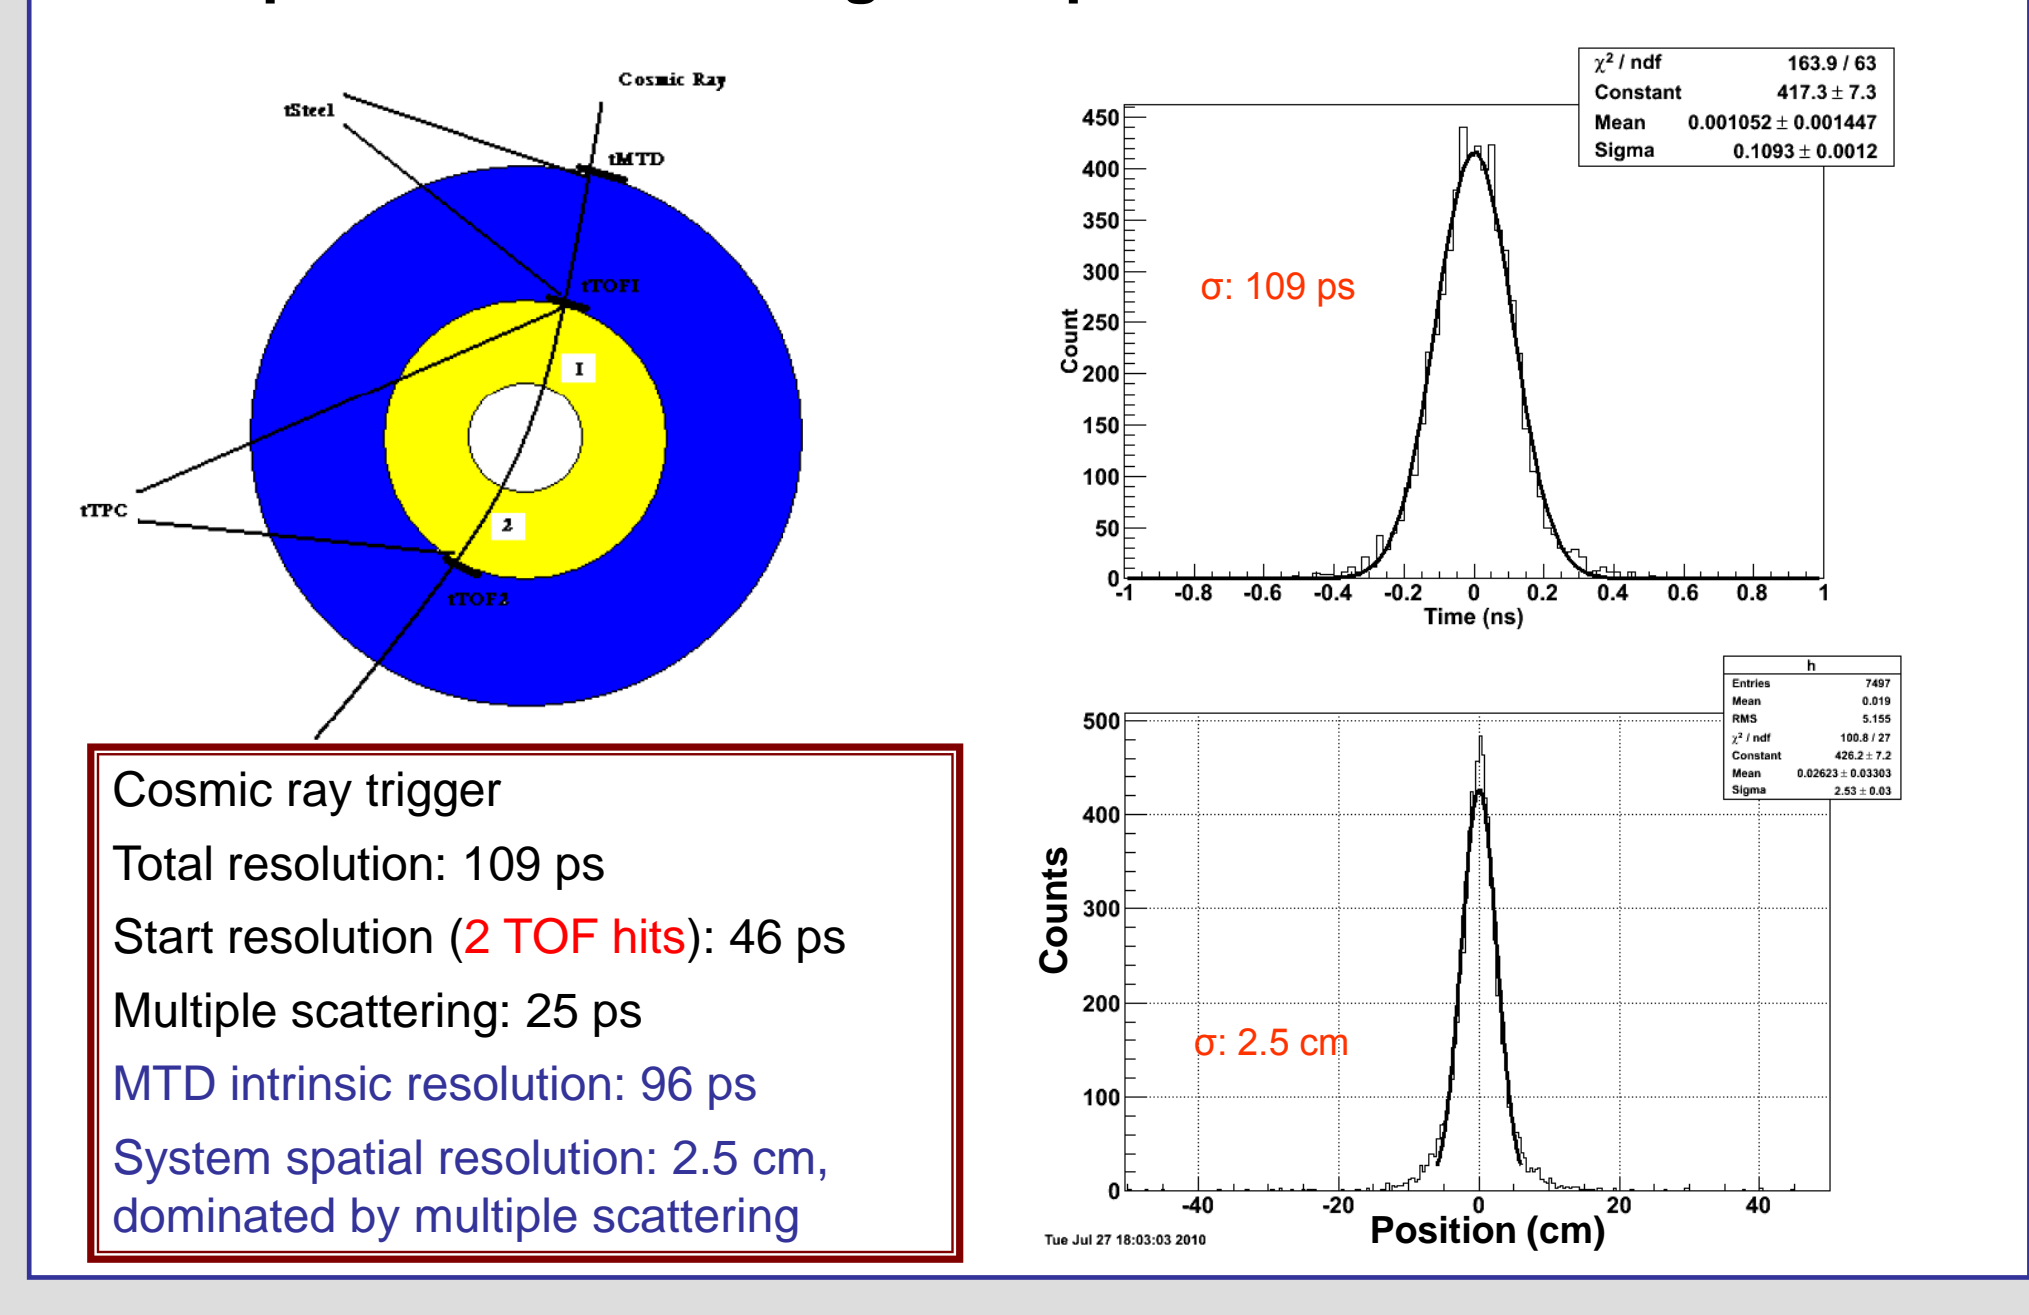 Cosmic Ray
tSteel
tMTD
tTOF1
1
tTPC
2
tTOF2
Cosmic ray trigger
Total resolution: 109 ps
Start resolution (2 TOF hits): 46 ps
Multiple scattering: 25 ps
MTD intrinsic resolution: 96 ps
System spatial resolution: 2.5 cm,
dominated by multiple scattering
χ² / ndf 163.9 / 63
Constant 417.3 ± 7.3
Mean 0.001052 ± 0.001447
Sigma 0.1093 ± 0.0012
450
400
350
300
250
200
150
100
50
0
Count
σ: 109 ps
-1 -0.8 -0.6 -0.4 -0.2 0 0.2 0.4 0.6 0.8 1
Time (ns)
h
Entries 7497
Mean 0.019
RMS 5.155
χ² / ndf 100.8 / 27
Constant 426.2 ± 7.2
Mean 0.02623 ± 0.03303
Sigma 2.53 ± 0.03
500
400
300
200
100
0
Counts
σ: 2.5 cm
-40 -20 0 20 40
Position (cm)
Tue Jul 27 18:03:03 2010